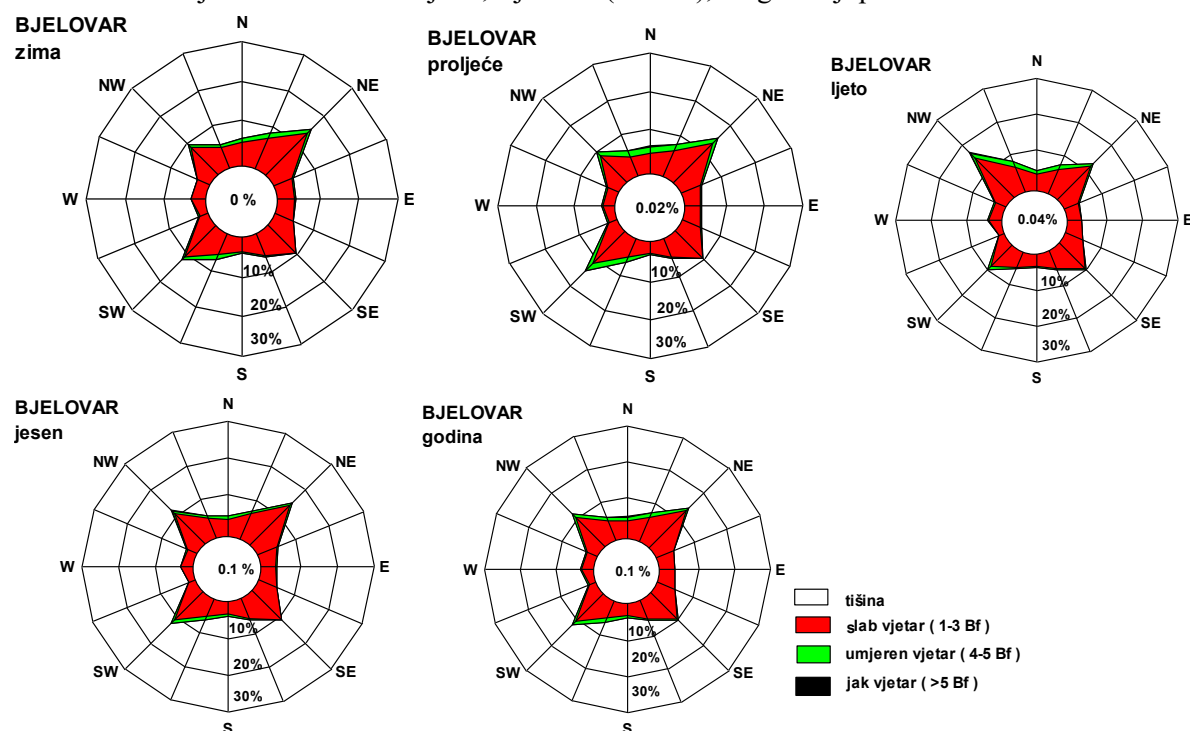 BJELOVAR
zima
N
NE
E
SE
S
SW
W
NW
0 %
10%
20%
30%
BJELOVAR
proljeće
N
NE
E
SE
S
SW
W
NW
0.02%
10%
20%
30%
BJELOVAR
ljeto
N
NE
E
SE
S
SW
W
NW
0.04%
10%
20%
30%
BJELOVAR
jesen
N
NE
E
SE
S
SW
W
NW
0.1 %
10%
20%
30%
BJELOVAR
godina
N
NE
E
SE
S
SW
W
NW
0.1 %
10%
20%
30%
tišina
slab vjetar ( 1-3 Bf )
umjeren vjetar ( 4-5 Bf )
jak vjetar ( >5 Bf )